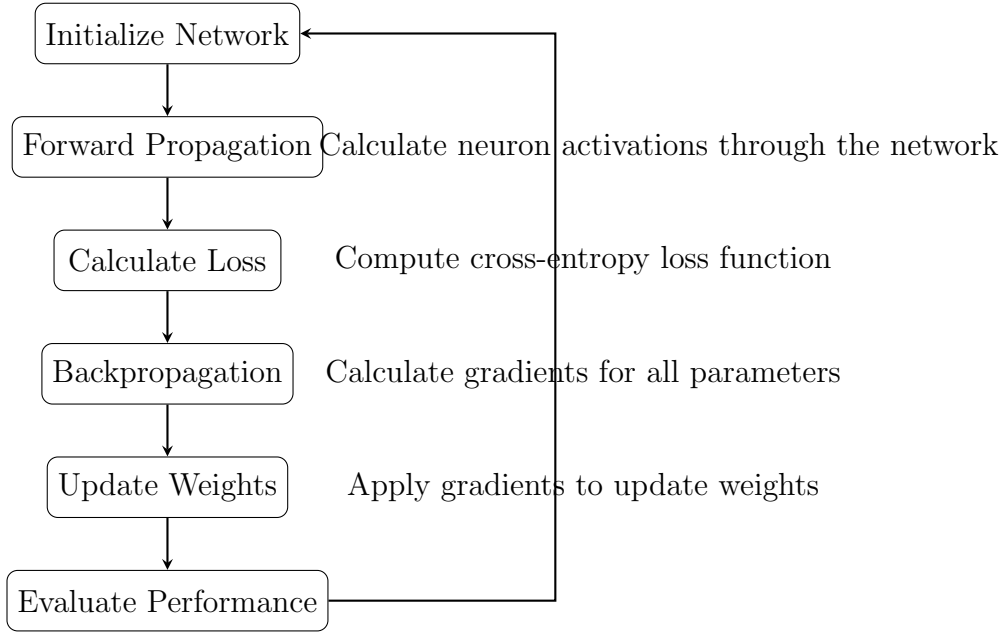 Initialize Network
Forward Propagation
Calculate neuron activations through the network
Calculate Loss
Compute cross-entropy loss function
Backpropagation
Calculate gradients for all parameters
Update Weights
Apply gradients to update weights
Evaluate Performance